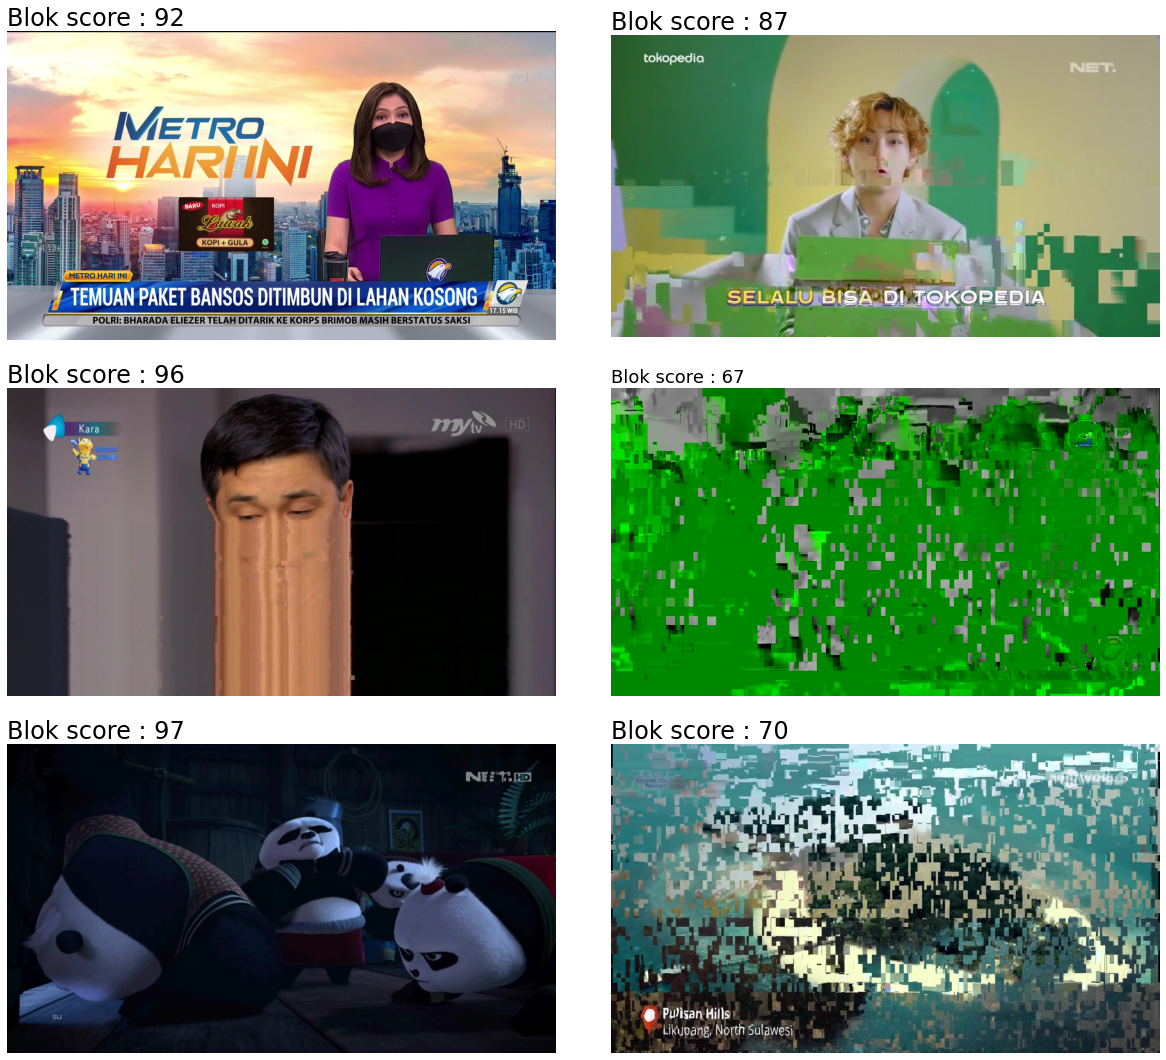 Blok score : 92
METRO
HARI INI
BARU
KOPI
Luwak
KOPI + GULA
METRO HARI INI
TEMUAN PAKET BANSOS DITIMBUN DI LAHAN KOSONG
17.15 WIB
POLRI: BHARADA ELIEZER TELAH DITARIK KE KORPS BRIMOB MASIH BERSTATUS SAKSI
Blok score : 87
tokopedia
NET.
SELALU BISA DI TOKOPEDIA
Blok score : 96
Kara
mytv HD
Blok score : 67
Blok score : 97
HD
su
Blok score : 70
Pulisan Hills
Likupang, North Sulawesi